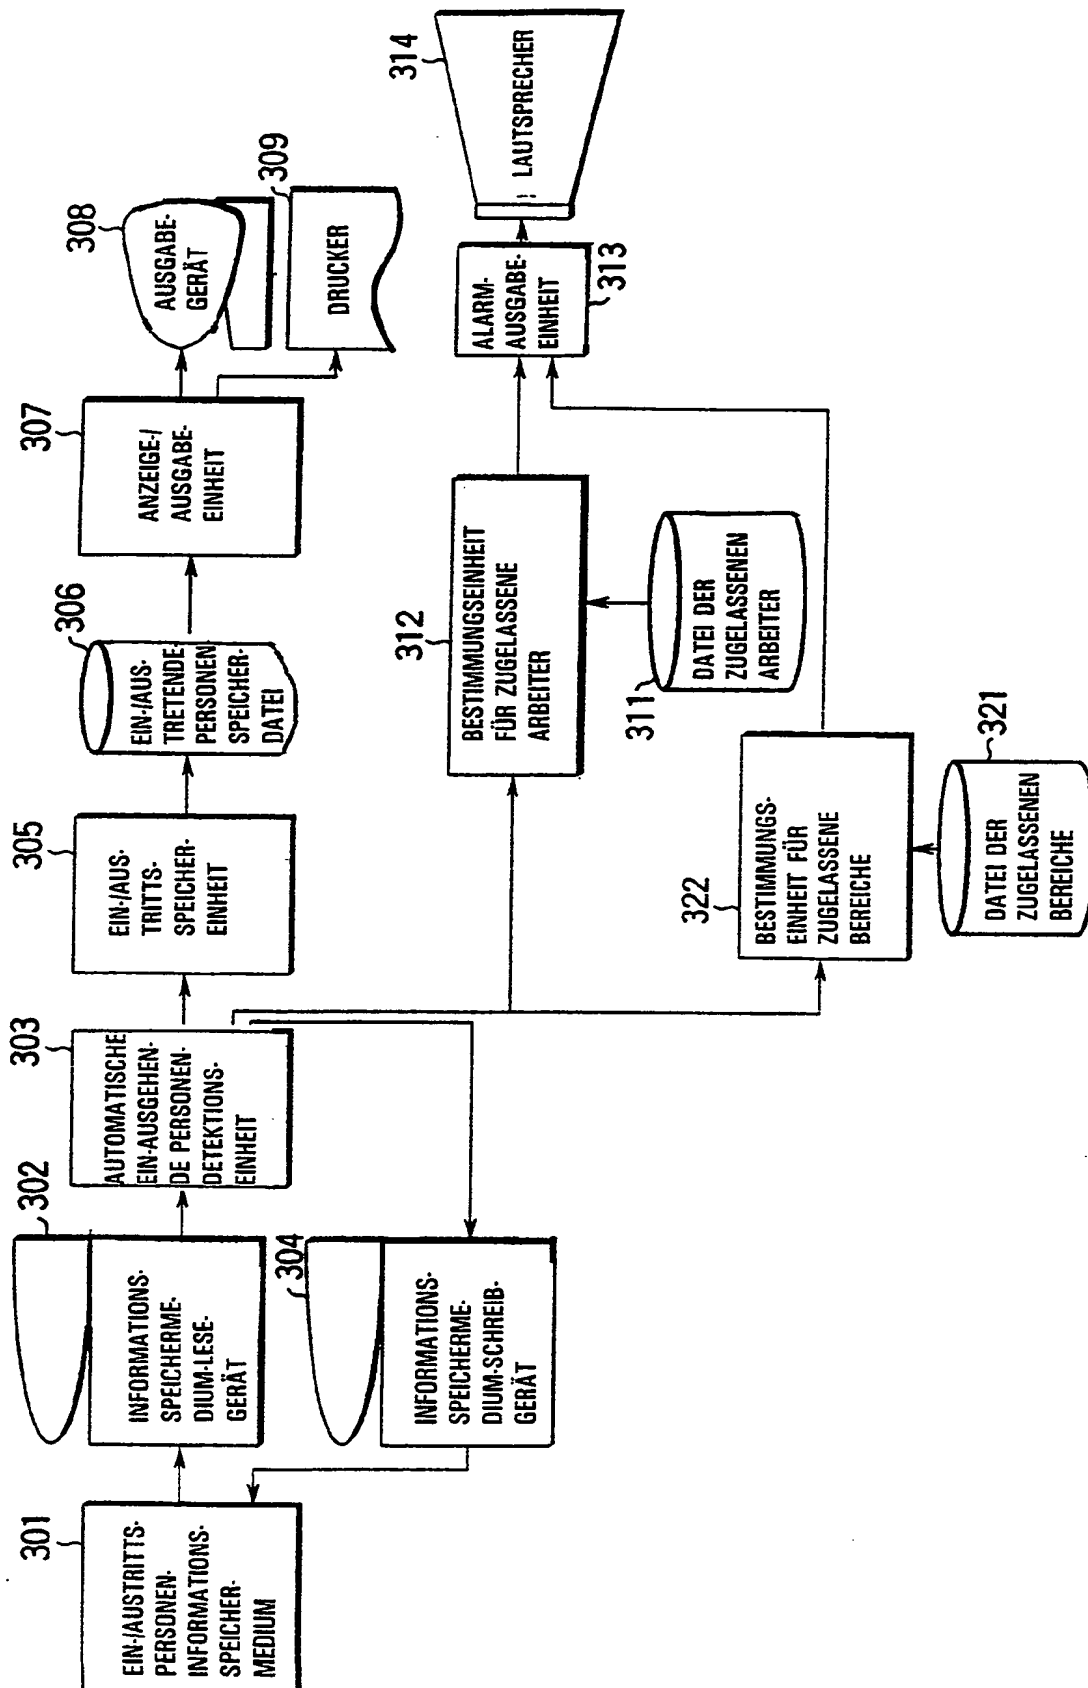 301
EIN-/AUSTRITTS-
PERSONEN-
INFORMATIONS-
SPEICHER-
MEDIUM
302
INFORMATIONS-
SPEICHERME-
DIUM-LESE-
GERÄT
304
INFORMATIONS-
SPEICHERME-
DIUM-SCHREIB-
GERÄT
303
AUTOMATISCHE
EIN-AUSGEHEN-
DE PERSONEN-
DETEKTIONS-
EINHEIT
305
EIN-/AUS-
TRITTS-
SPEICHER-
EINHEIT
306
EIN-/AUS-
TRETENDE-
PERSONEN
SPEICHER-
DATEI
307
ANZEIGE-/
AUSGABE-
EINHEIT
308
AUSGABE-
GERÄT
309
DRUCKER
312
BESTIMMUNGSEINHEIT
FÜR ZUGELASSENE
ARBEITER
311
DATEI DER
ZUGELASSENEN
ARBEITER
313
ALARM-
AUSGABE-
EINHEIT
314
LAUTSPRECHER
322
BESTIMMUNGS-
EINHEIT FÜR
ZUGELASSENE
BEREICHE
321
DATEI DER
ZUGELASSENEN
BEREICHE